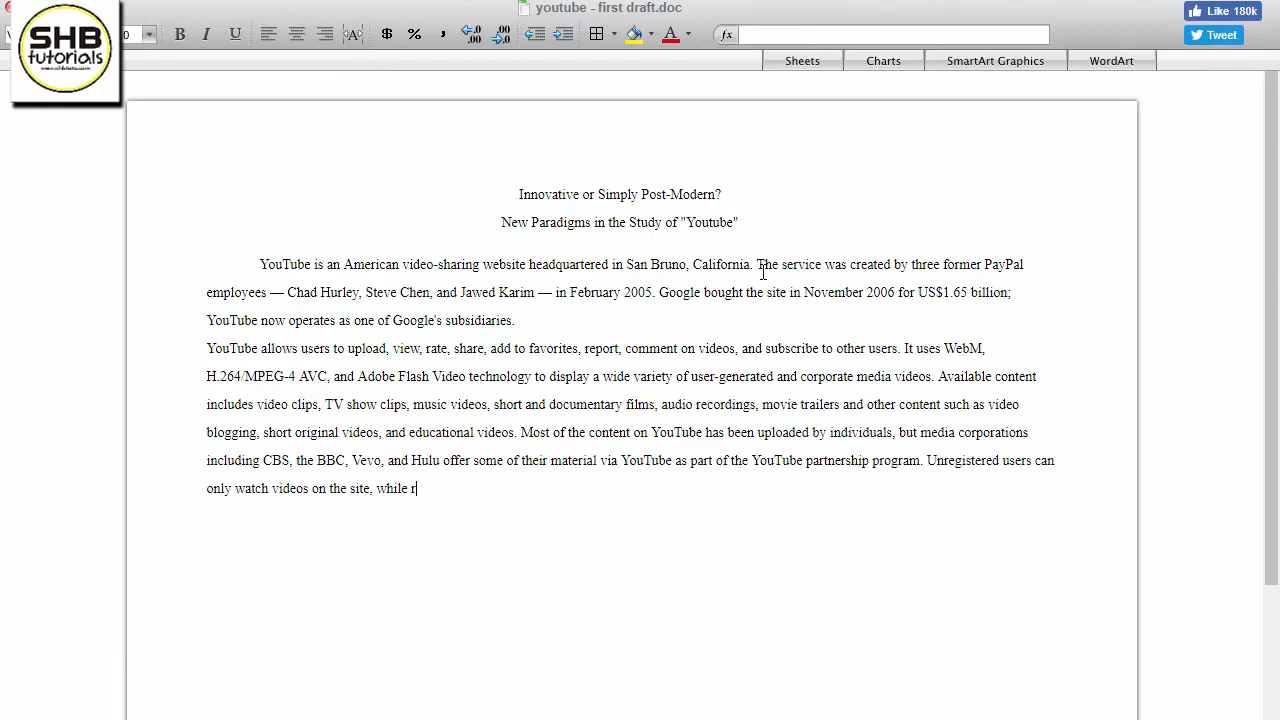 youtube - first draft.doc
Like 180k
Tweet
SHB
tutorials
0
B I U
A
$ % ,
.0 .00
.00 .0
A
fx
Sheets Charts SmartArt Graphics WordArt
Innovative or Simply Post-Modern?
New Paradigms in the Study of "Youtube"
YouTube is an American video-sharing website headquartered in San Bruno, California. The service was created by three former PayPal
employees — Chad Hurley, Steve Chen, and Jawed Karim — in February 2005. Google bought the site in November 2006 for US$1.65 billion;
YouTube now operates as one of Google's subsidiaries.
YouTube allows users to upload, view, rate, share, add to favorites, report, comment on videos, and subscribe to other users. It uses WebM,
H.264/MPEG-4 AVC, and Adobe Flash Video technology to display a wide variety of user-generated and corporate media videos. Available content
includes video clips, TV show clips, music videos, short and documentary films, audio recordings, movie trailers and other content such as video
blogging, short original videos, and educational videos. Most of the content on YouTube has been uploaded by individuals, but media corporations
including CBS, the BBC, Vevo, and Hulu offer some of their material via YouTube as part of the YouTube partnership program. Unregistered users can
only watch videos on the site, while r